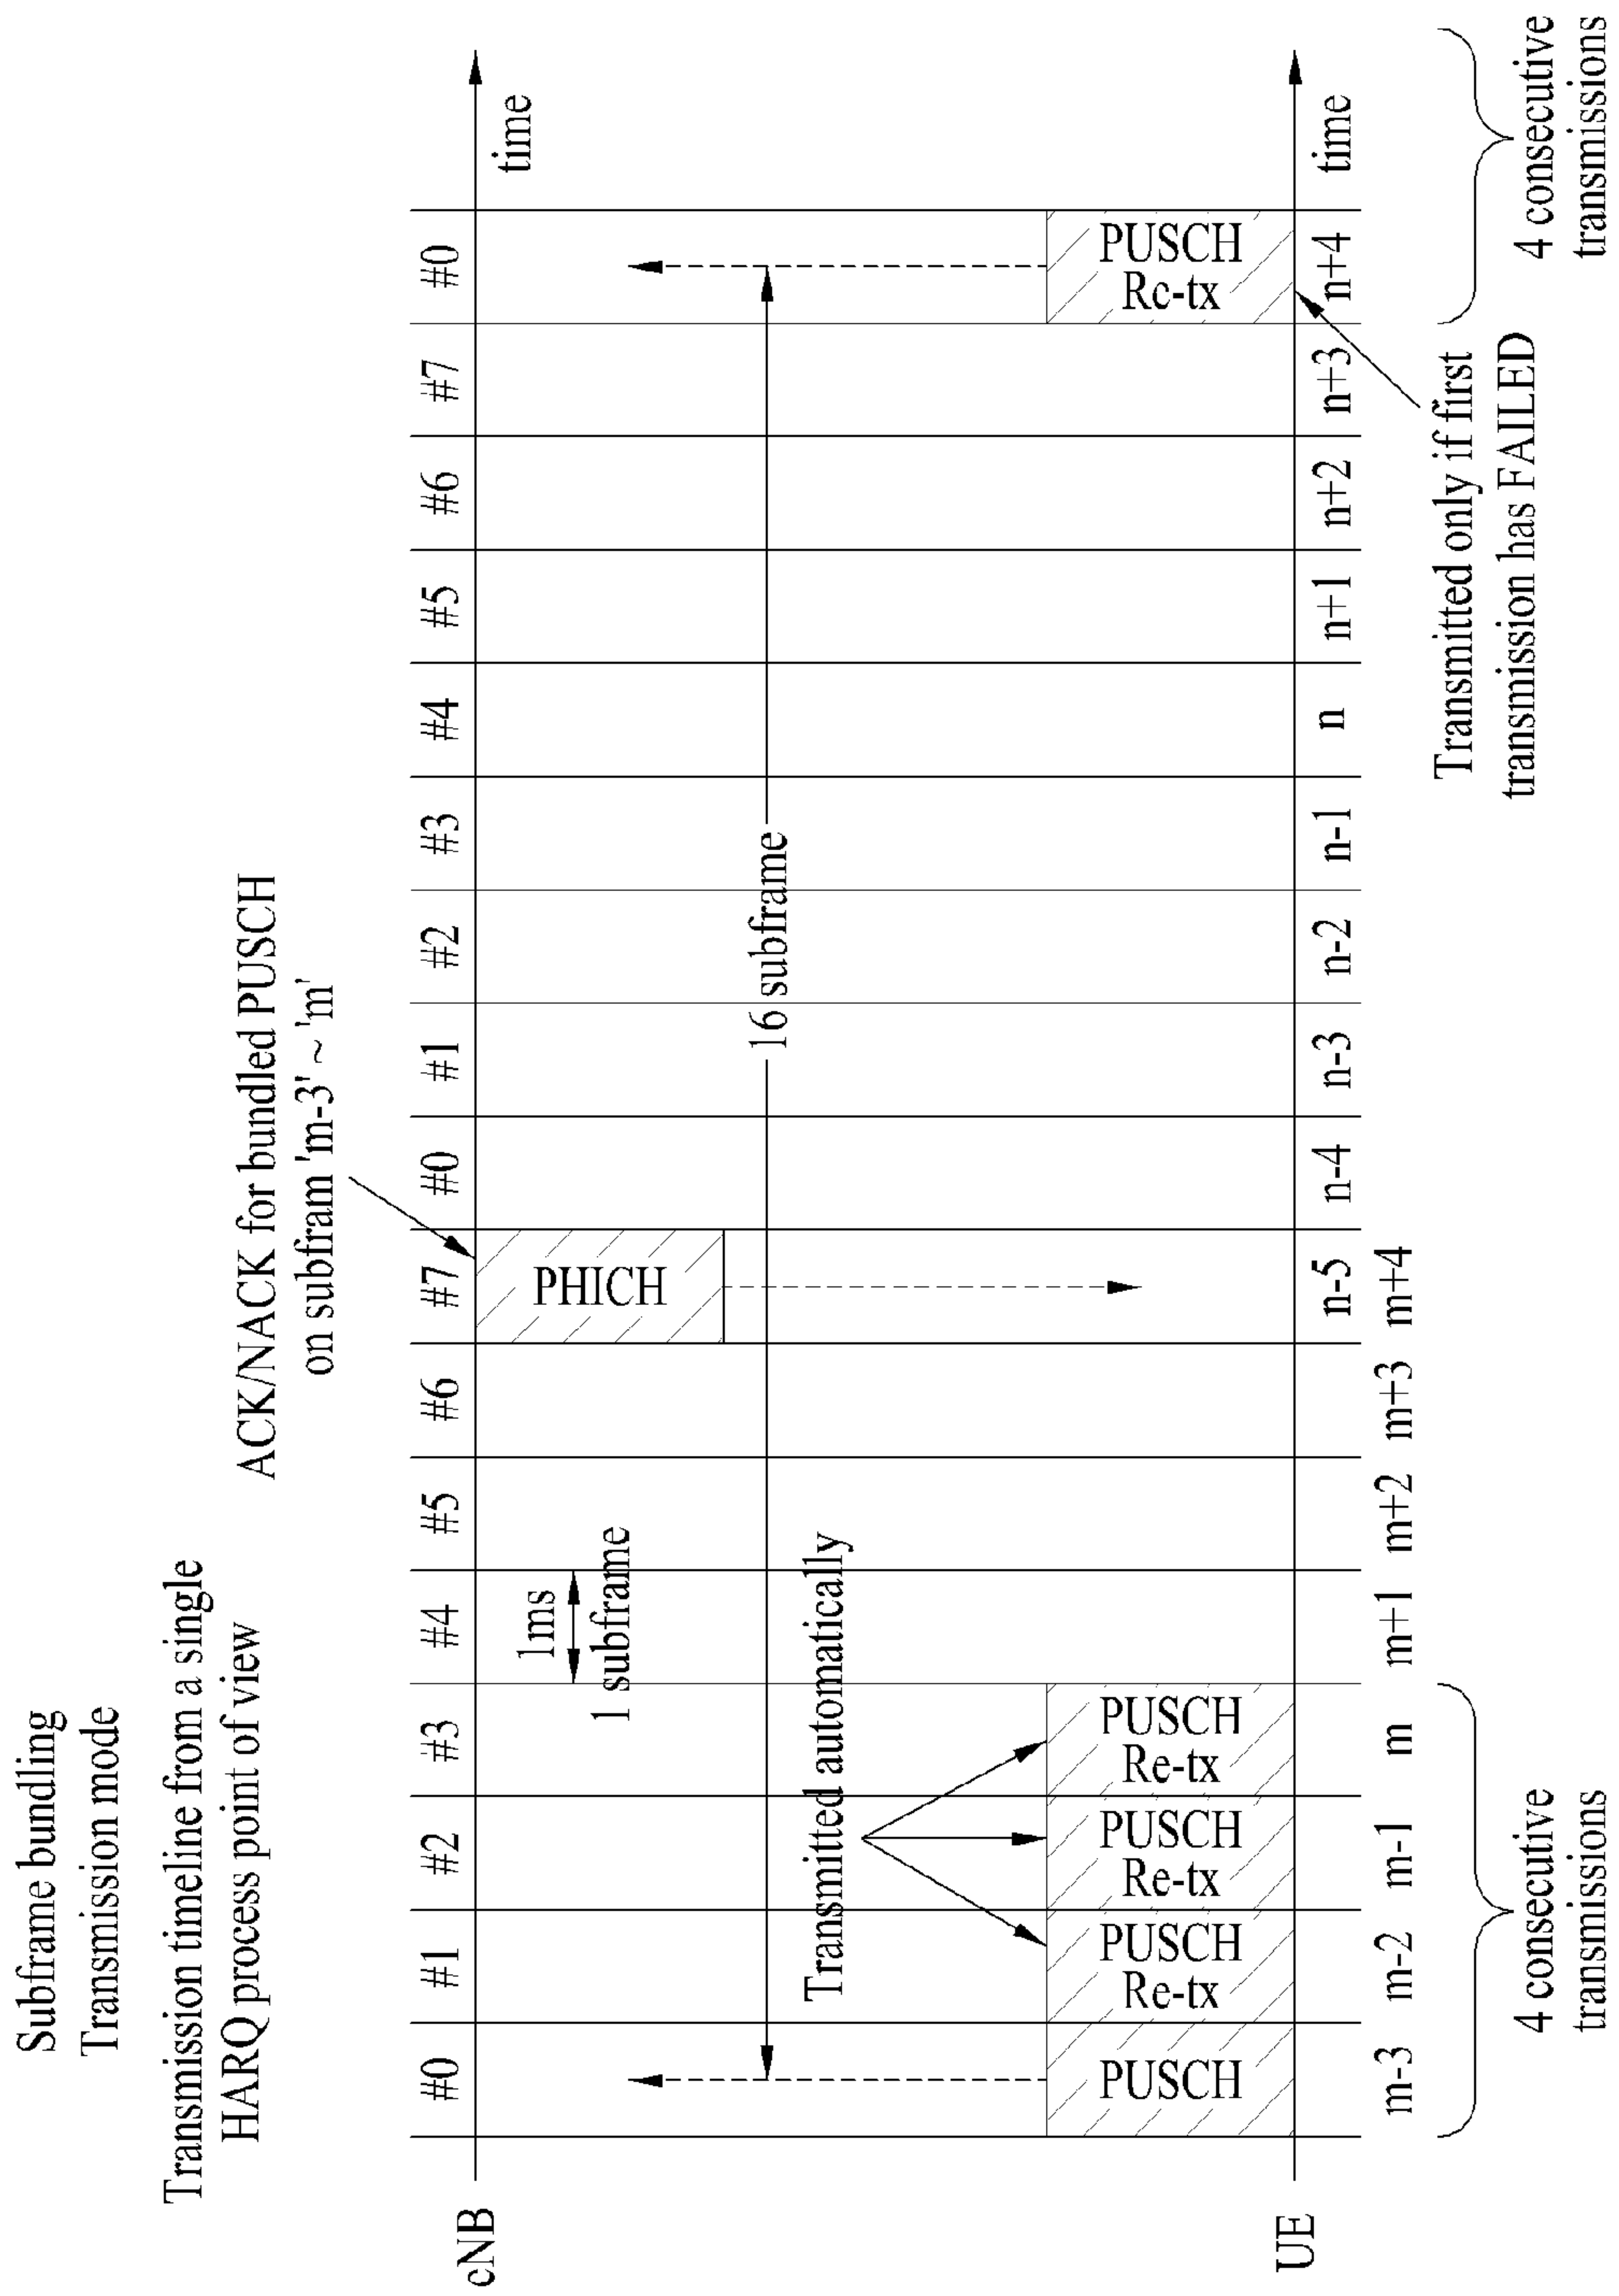 Subframe bundling
Transmission mode
Transmission timeline from a single
HARQ process point of view
ACK/NACK for bundled PUSCH
on subfram 'm-3' ~ 'm'
#0 #1 #2 #3 #4 #5 #6 #7 #0 #1 #2 #3 #4 #5 #6 #7 #0
cNB
time
1ms
1 subframe
PHICH
16 subframe
Transmitted automatically
PUSCH
PUSCH
Re-tx
PUSCH
Re-tx
PUSCH
Re-tx
PUSCH
Rc-tx
UE
time
n-5 n-4 n-3 n-2 n-1 n n+1 n+2 n+3 n+4
m-3 m-2 m-1 m m+1 m+2 m+3 m+4
Transmitted only if first
transmission has FAILED
4 consecutive
transmissions
4 consecutive
transmissions